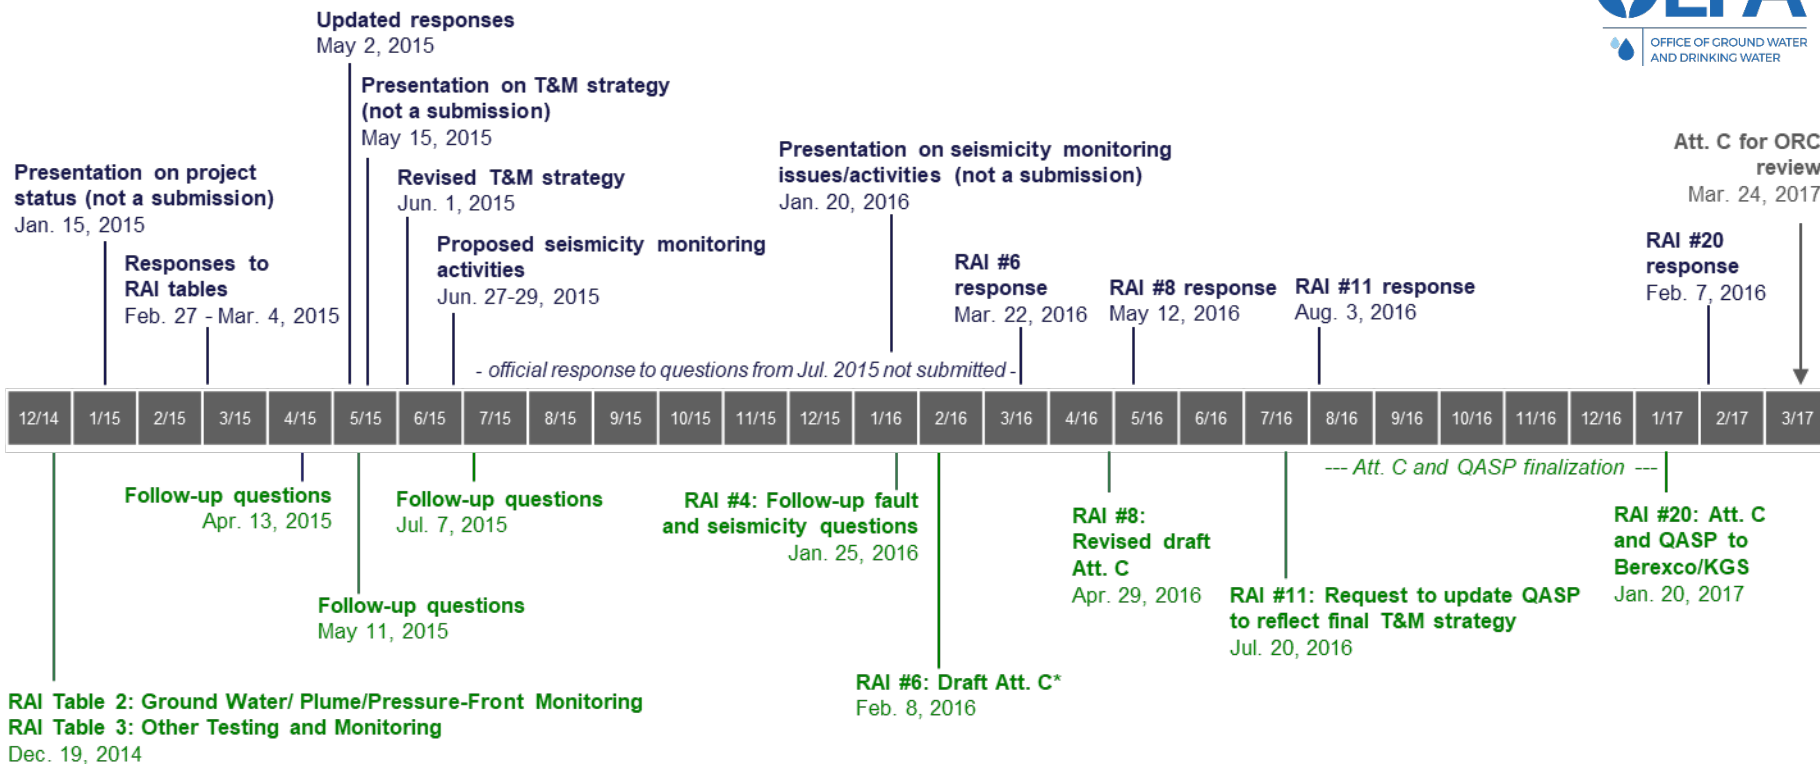 Updated responses
May 2, 2015
EPA
OFFICE OF GROUND WATER
AND DRINKING WATER
Presentation on T&M strategy
(not a submission)
May 15, 2015
Presentation on project
status (not a submission)
Jan. 15, 2015
Revised T&M strategy
Jun. 1, 2015
Presentation on seismicity monitoring
issues/activities (not a submission)
Jan. 20, 2016
Att. C for ORC
review
Mar. 24, 2017
Responses to
RAI tables
Feb. 27 - Mar. 4, 2015
Proposed seismicity monitoring
activities
Jun. 27-29, 2015
RAI #6
response
Mar. 22, 2016
RAI #8 response
May 12, 2016
RAI #11 response
Aug. 3, 2016
RAI #20
response
Feb. 7, 2016
- official response to questions from Jul. 2015 not submitted -
12/14 1/15 2/15 3/15 4/15 5/15 6/15 7/15 8/15 9/15 10/15 11/15 12/15 1/16 2/16 3/16 4/16 5/16 6/16 7/16 8/16 9/16 10/16 11/16 12/16 1/17 2/17 3/17
--- Att. C and QASP finalization ---
Follow-up questions
Apr. 13, 2015
Follow-up questions
Jul. 7, 2015
RAI #4: Follow-up fault
and seismicity questions
Jan. 25, 2016
RAI #8:
Revised draft
Att. C
Apr. 29, 2016
RAI #20: Att. C
and QASP to
Berexco/KGS
Jan. 20, 2017
Follow-up questions
May 11, 2015
RAI #11: Request to update QASP
to reflect final T&M strategy
Jul. 20, 2016
RAI #6: Draft Att. C*
Feb. 8, 2016
RAI Table 2: Ground Water/ Plume/Pressure-Front Monitoring
RAI Table 3: Other Testing and Monitoring
Dec. 19, 2014